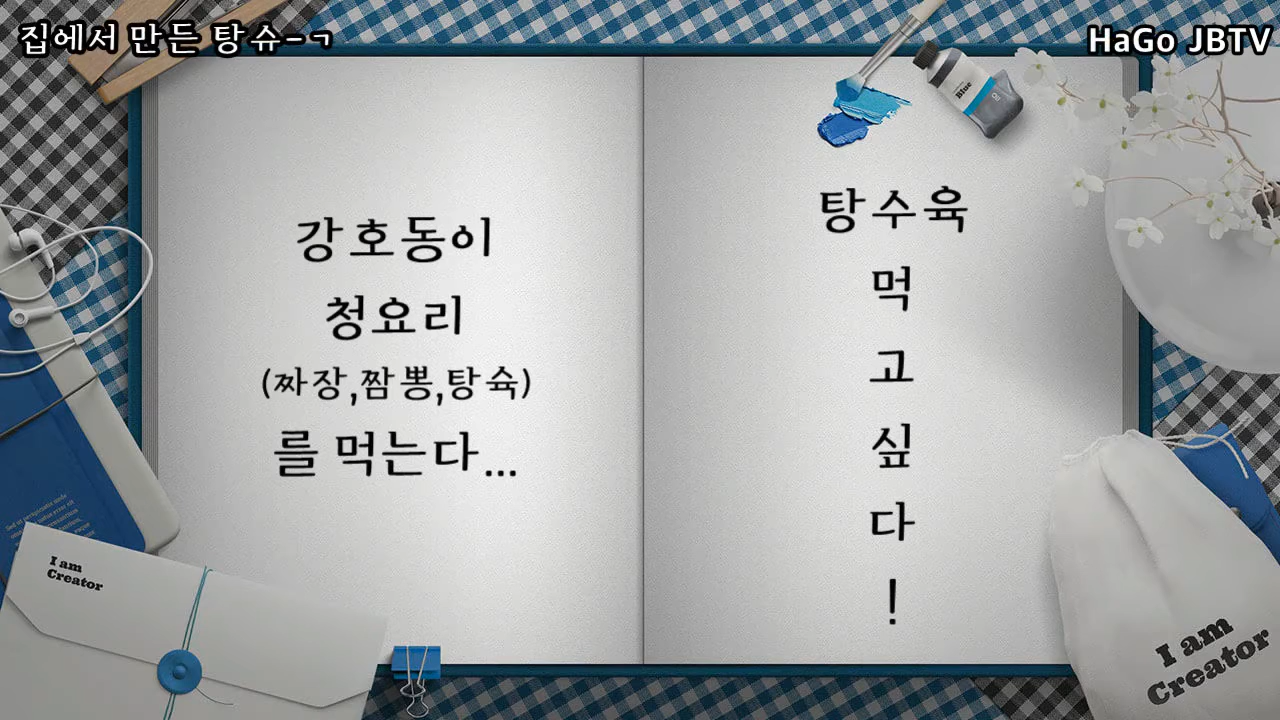 집에서 만든 탕슈-ㄱ
HaGo JBTV
강호동이
청요리
(짜장,짬뽕,탕슉)
를 먹는다...
탕수육
먹
고
싶
다
!
Blue
I am
Creator
I am
Creator